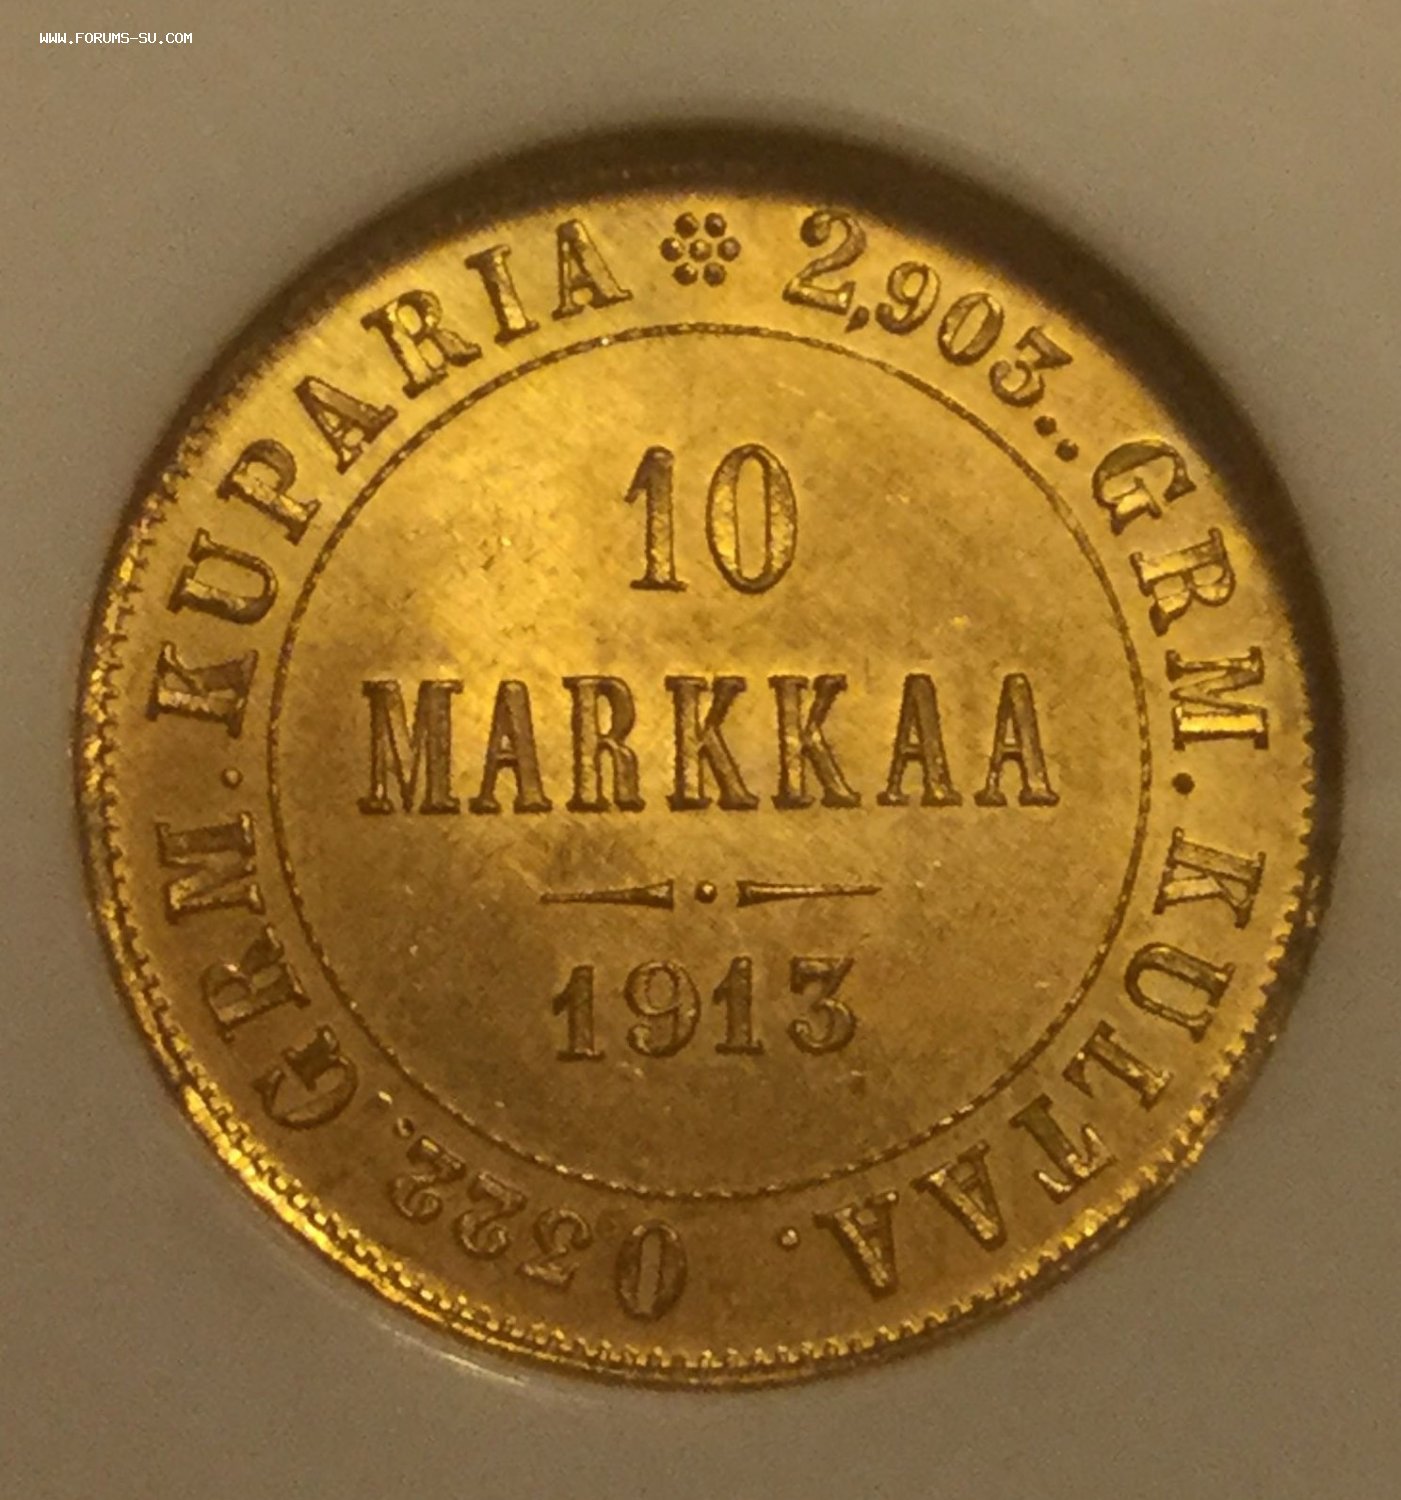 WWW.FORUMS-SU.COM
2,903..GRM.KULTAA.
0322..GRM.KUPARIA
10
MARKKAA
1913